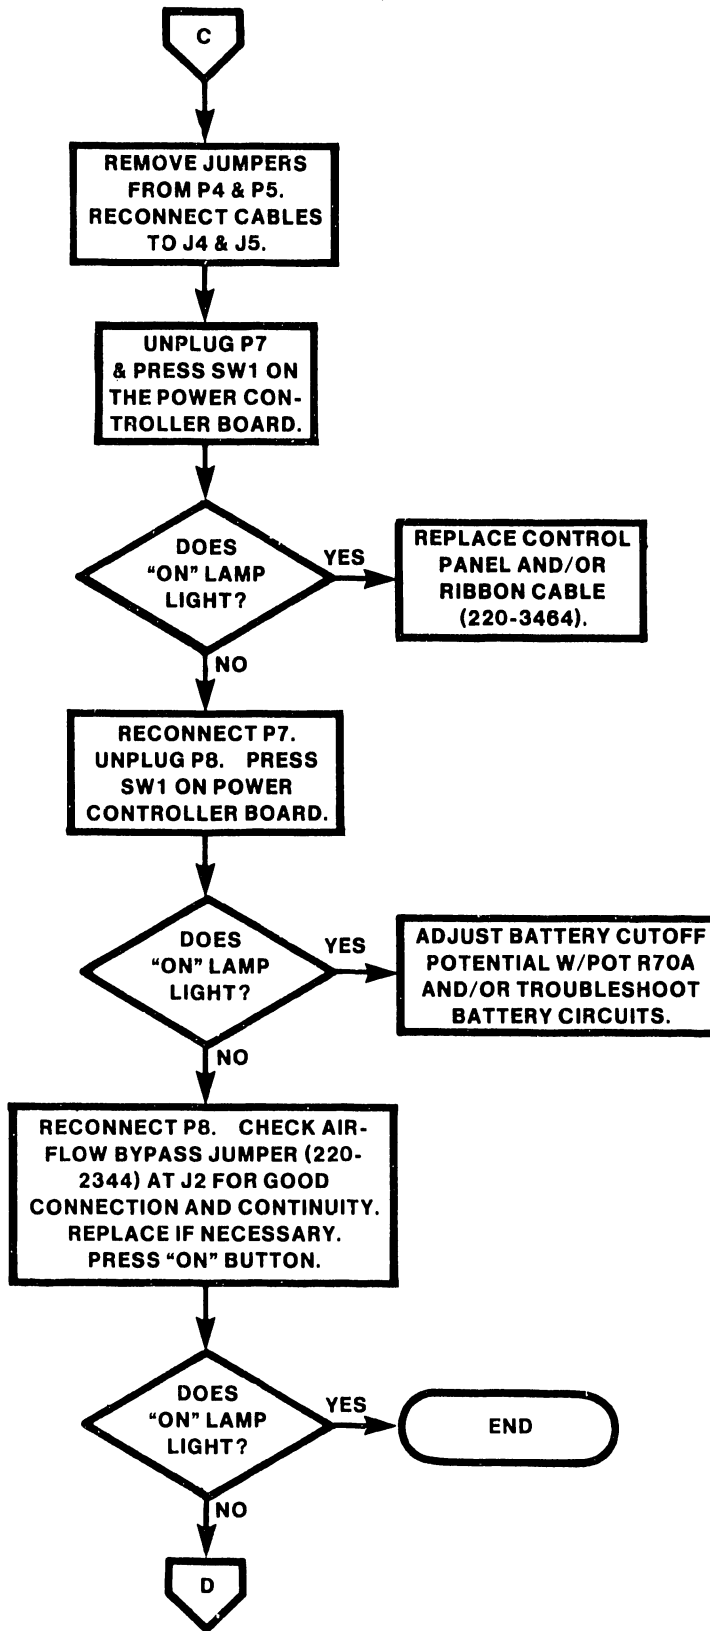 C
REMOVE JUMPERS
FROM P4 & P5.
RECONNECT CABLES
TO J4 & J5.
UNPLUG P7
& PRESS SW1 ON
THE POWER CON-
TROLLER BOARD.
DOES
"ON" LAMP
LIGHT?
YES
REPLACE CONTROL
PANEL AND/OR
RIBBON CABLE
(220-3464).
NO
RECONNECT P7.
UNPLUG P8. PRESS
SW1 ON POWER
CONTROLLER BOARD.
DOES
"ON" LAMP
LIGHT?
YES
ADJUST BATTERY CUTOFF
POTENTIAL W/POT R70A
AND/OR TROUBLESHOOT
BATTERY CIRCUITS.
NO
RECONNECT P8. CHECK AIR-
FLOW BYPASS JUMPER (220-
2344) AT J2 FOR GOOD
CONNECTION AND CONTINUITY.
REPLACE IF NECESSARY.
PRESS "ON" BUTTON.
DOES
"ON" LAMP
LIGHT?
YES
END
NO
D